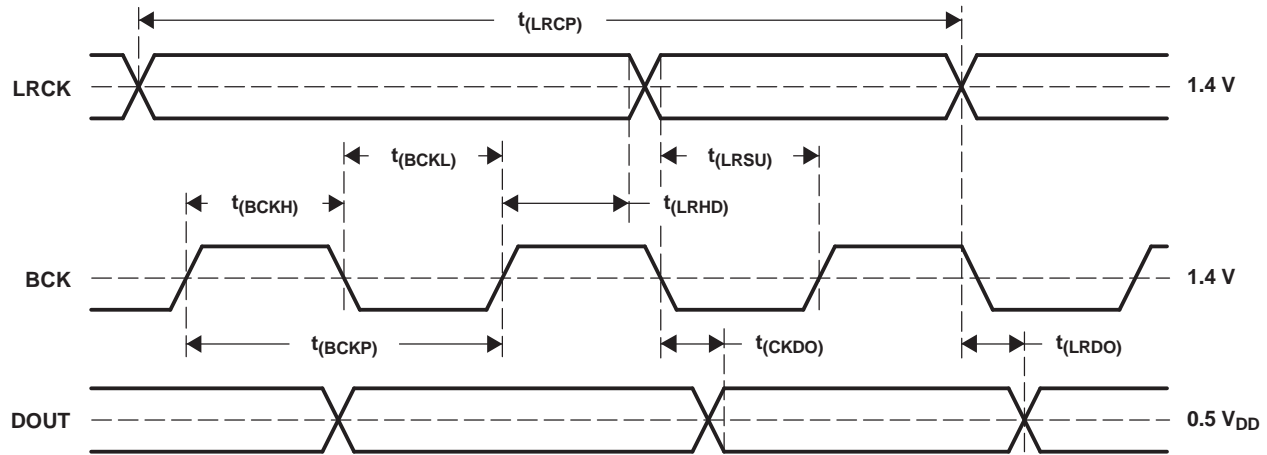 t(LRCP)
LRCK
1.4 V
t(BCKL)
t(LRSU)
t(BCKH)
t(LRHD)
BCK
1.4 V
t(BCKP)
t(CKDO)
t(LRDO)
DOUT
0.5 VDD